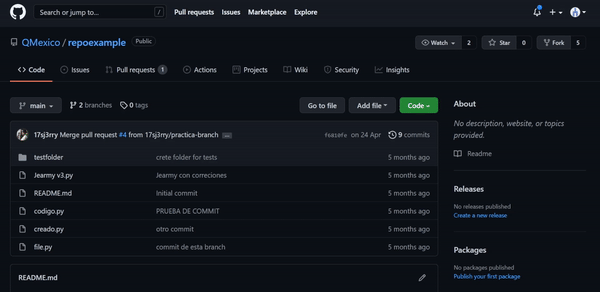 Search or jump to...
/
Pull requests
Issues
Marketplace
Explore
QMexico / repoexample
Public
Watch
2
Star
0
Fork
5
Code
Issues
Pull requests 1
Actions
Projects
Wiki
Security
Insights
main
2 branches
0 tags
Go to file
Add file
Code
17sj3rry Merge pull request #4 from 17sj3rry/practica-branch
...
on 24 Apr
9 commits
testfolder
crete folder for tests
5 months ago
Jearmy v3.py
Jearmy con correciones
5 months ago
README.md
Initial commit
5 months ago
codigo.py
PRUEBA DE COMMIT
5 months ago
creado.py
otro commit
5 months ago
file.py
commit de esta branch
5 months ago
README.md
About
No description, website, or topics
provided.
Readme
Releases
No releases published
Create a new release
Packages
No packages published
Publish your first package